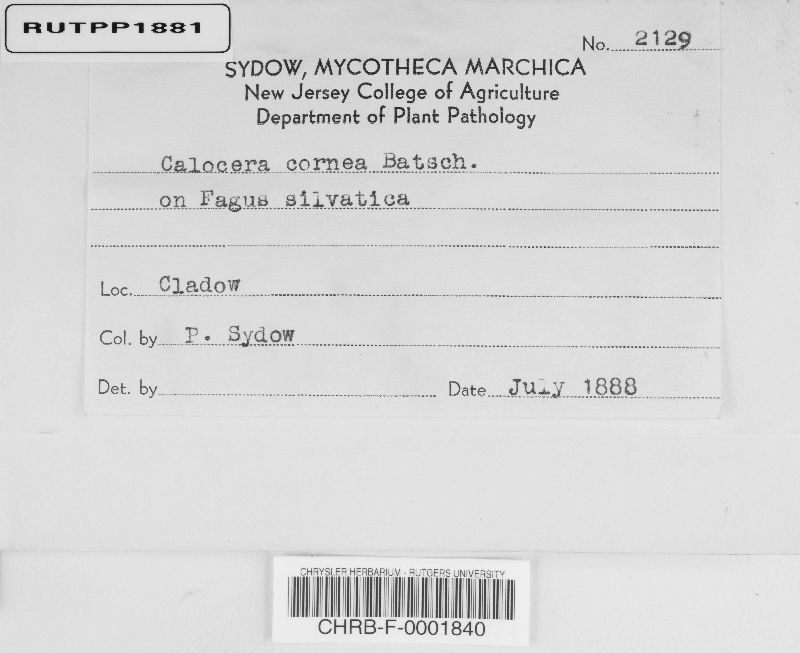 RUTPP1881
No. 2129
SYDOW, MYCOTHECA MARCHICA
New Jersey College of Agriculture
Department of Plant Pathology
Calocera cornea Batsch.
on Fagus silvatica
Loc. Cladow
Col. by P. Sydow
Det. by Date July 1888
CHRYSLER HERBARIUM - RUTGERS UNIVERSITY
CHRB-F-0001840